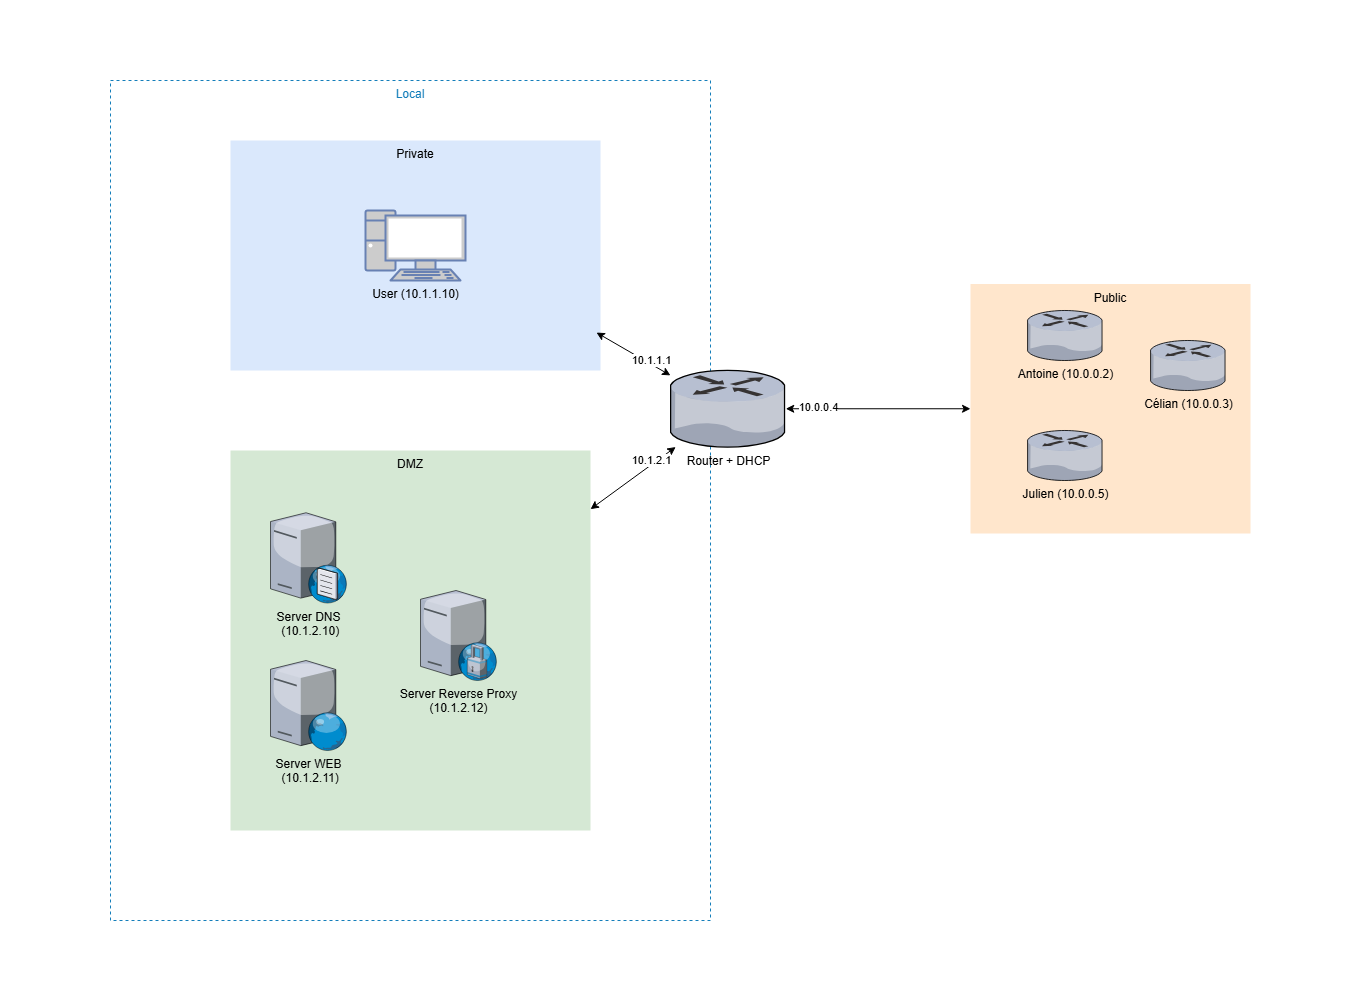 Local
Private
User (10.1.1.10)
10.1.1.1
10.0.0.4
10.1.2.1
Router + DHCP
Public
Antoine (10.0.0.2)
Célian (10.0.0.3)
Julien (10.0.0.5)
DMZ
Server DNS
(10.1.2.10)
Server Reverse Proxy
(10.1.2.12)
Server WEB
(10.1.2.11)